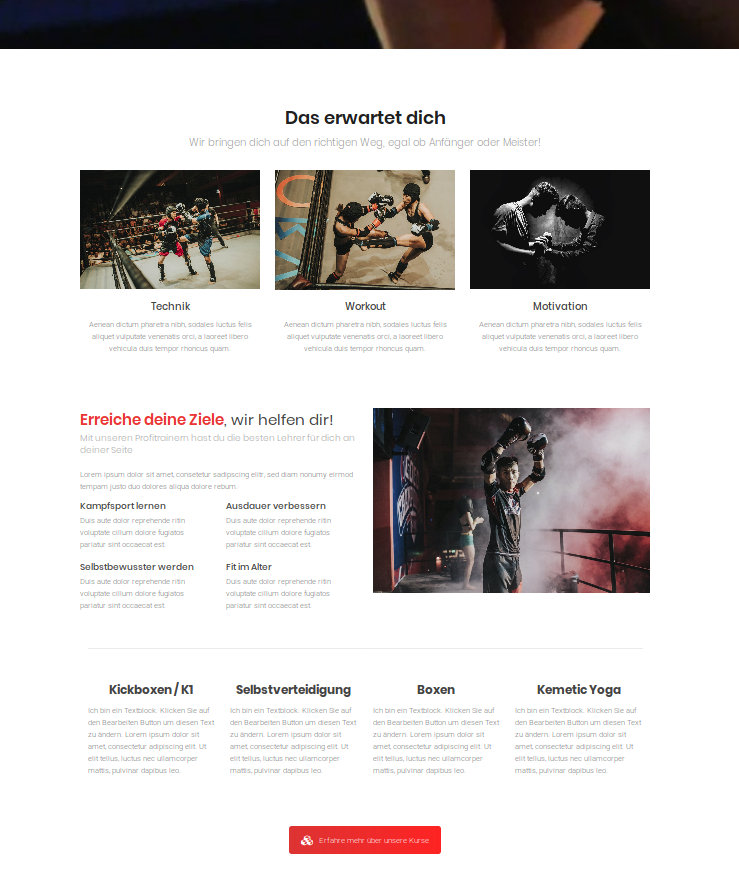 Das erwartet dich
Wir bringen dich auf den richtigen Weg, egal ob Anfänger oder Meister!
Technik
Aenean dictum pharetra nibh, sodales luctus felis
aliquet vulputate venenatis orci, a laoreet libero
vehicula duis tempor rhoncus quam.
Workout
Aenean dictum pharetra nibh, sodales luctus felis
aliquet vulputate venenatis orci, a laoreet libero
vehicula duis tempor rhoncus quam.
Motivation
Aenean dictum pharetra nibh, sodales luctus felis
aliquet vulputate venenatis orci, a laoreet libero
vehicula duis tempor rhoncus quam.
Erreiche deine Ziele, wir helfen dir!
Mit unseren Profitrainern hast du die besten Lehrer für dich an
deiner Seite
Lorem ipsum dolor sit amet, consetetur sadipscing elitr, sed diam nonumy eirmod
tempam justo duo dolores aliqua dolore rebum.
Kampfsport lernen
Duis aute dolor reprehende ritin
voluptate cillum dolore fugiatos
pariatur sint occaecat est.
Ausdauer verbessern
Duis aute dolor reprehende ritin
voluptate cillum dolore fugiatos
pariatur sint occaecat est.
Selbstbewusster werden
Duis aute dolor reprehende ritin
voluptate cillum dolore fugiatos
pariatur sint occaecat est.
Fit im Alter
Duis aute dolor reprehende ritin
voluptate cillum dolore fugiatos
pariatur sint occaecat est.
Kickboxen / K1
Ich bin ein Textblock. Klicken Sie auf
den Bearbeiten Button um diesen Text
zu ändern. Lorem ipsum dolor sit
amet, consectetur adipiscing elit. Ut
elit tellus, luctus nec ullamcorper
mattis, pulvinar dapibus leo.
Selbstverteidigung
Ich bin ein Textblock. Klicken Sie auf
den Bearbeiten Button um diesen Text
zu ändern. Lorem ipsum dolor sit
amet, consectetur adipiscing elit. Ut
elit tellus, luctus nec ullamcorper
mattis, pulvinar dapibus leo.
Boxen
Ich bin ein Textblock. Klicken Sie auf
den Bearbeiten Button um diesen Text
zu ändern. Lorem ipsum dolor sit
amet, consectetur adipiscing elit. Ut
elit tellus, luctus nec ullamcorper
mattis, pulvinar dapibus leo.
Kemetic Yoga
Ich bin ein Textblock. Klicken Sie auf
den Bearbeiten Button um diesen Text
zu ändern. Lorem ipsum dolor sit
amet, consectetur adipiscing elit. Ut
elit tellus, luctus nec ullamcorper
mattis, pulvinar dapibus leo.
Erfahre mehr über unsere Kurse